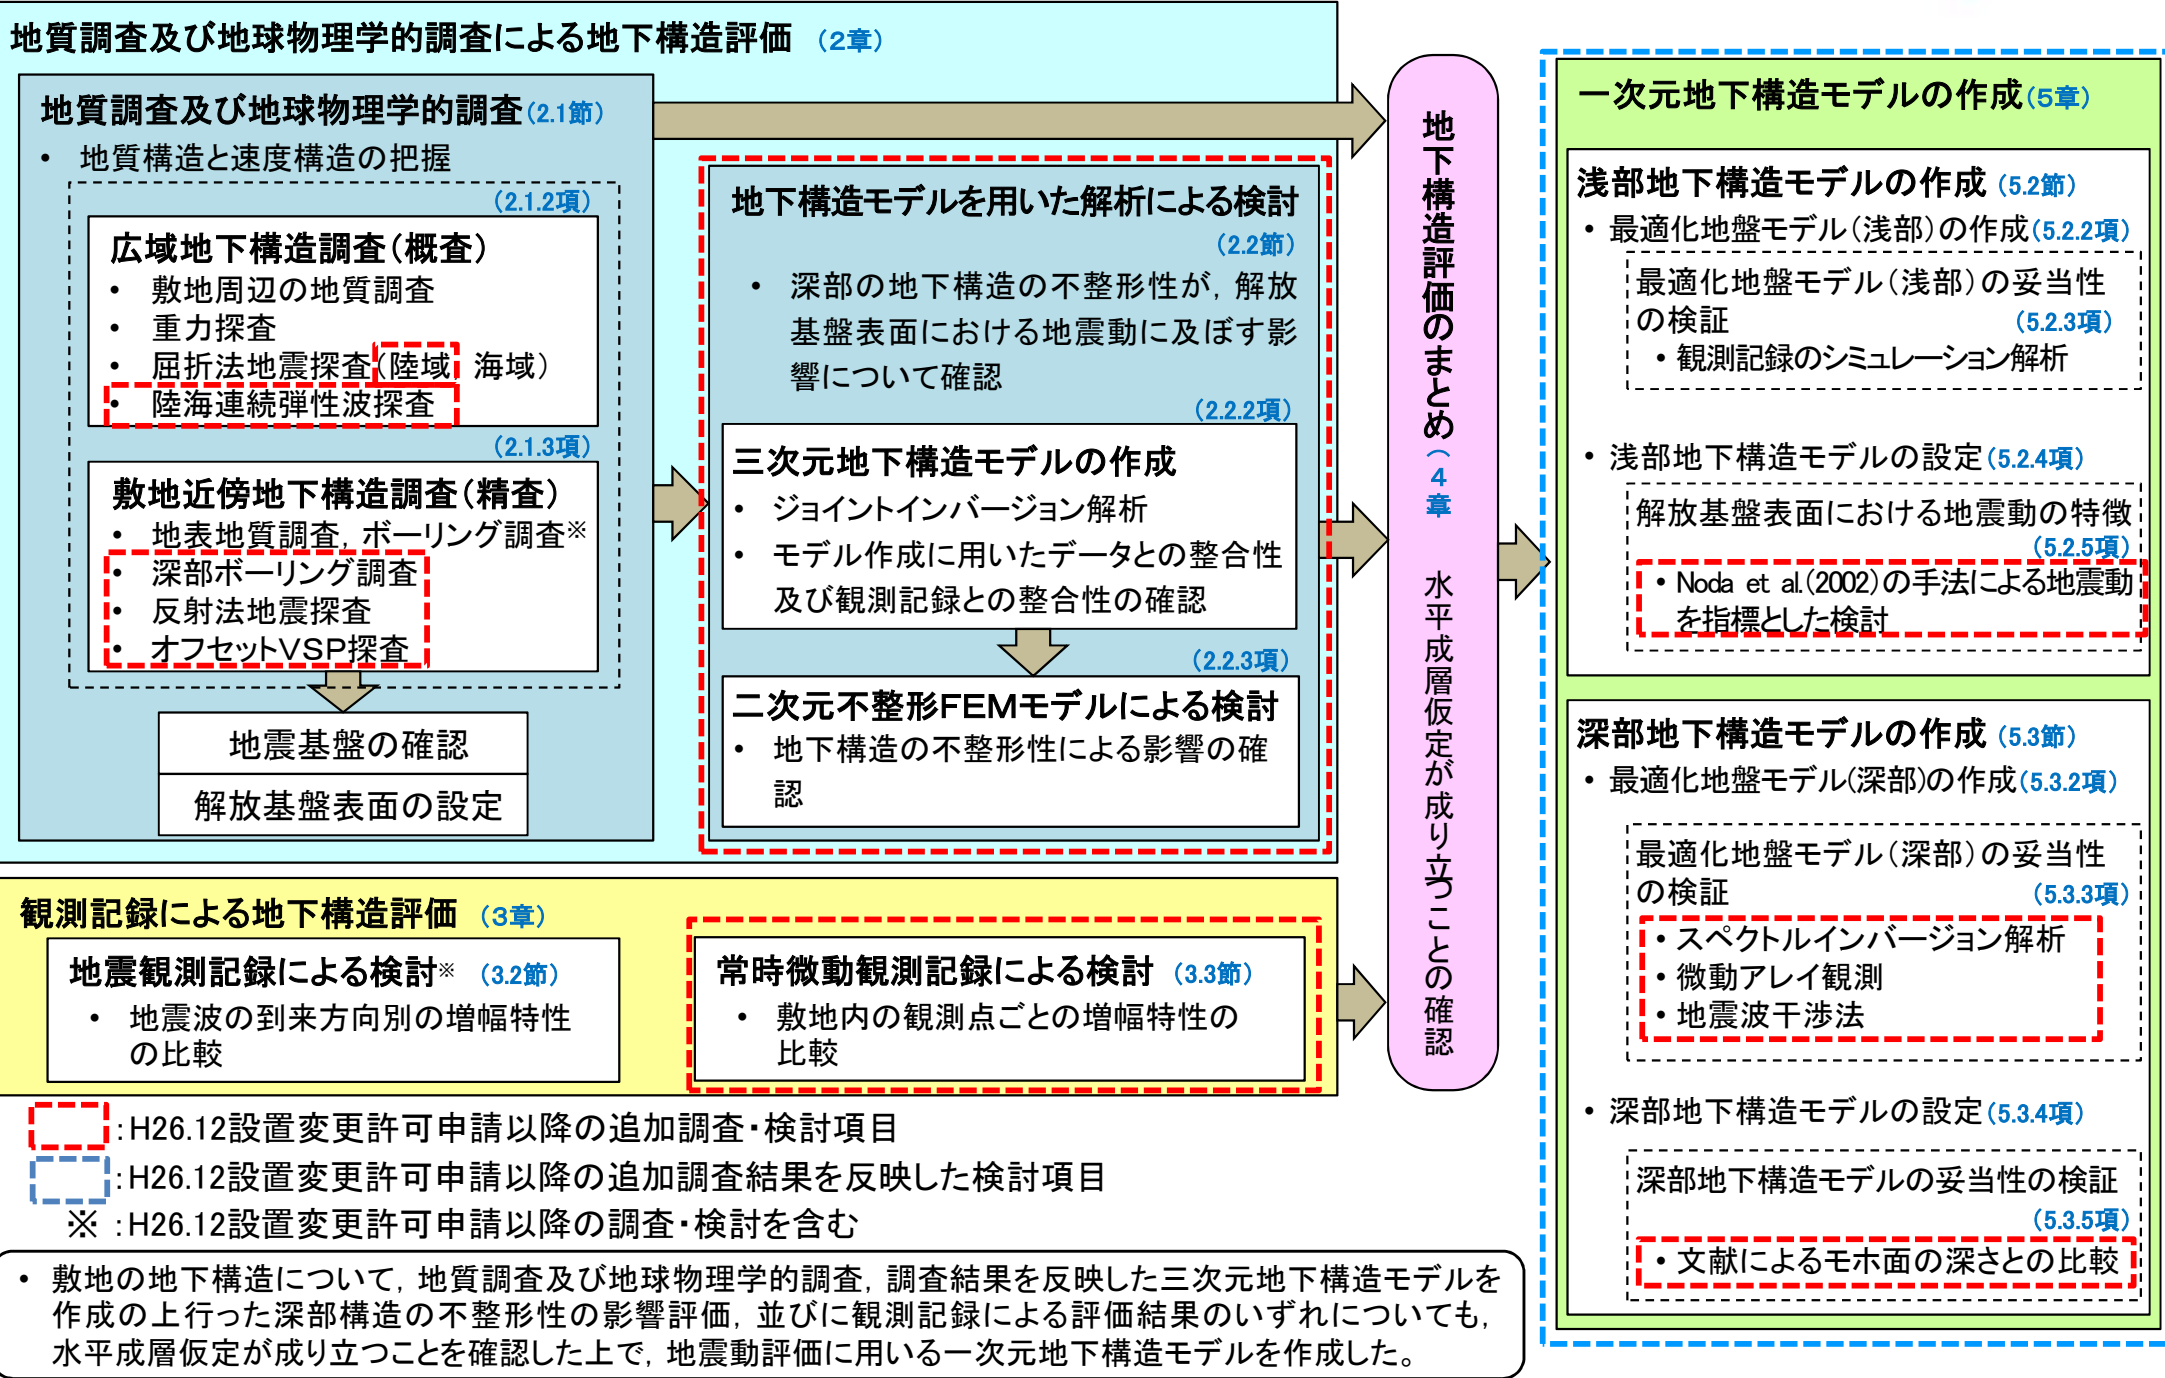 地質調査及び地球物理学的調査による地下構造評価 （2章）
地質調査及び地球物理学的調査（2.1節）
• 地質構造と速度構造の把握
（2.1.2項）
広域地下構造調査（概査）
• 敷地周辺の地質調査
• 重力探査
• 屈折法地震探査（陸域 海域）
• 陸海連続弾性波探査
（2.1.3項）
敷地近傍地下構造調査（精査）
• 地表地質調査，ボーリング調査※
• 深部ボーリング調査
• 反射法地震探査
• オフセットVSP探査
地震基盤の確認
解放基盤表面の設定
地下構造モデルを用いた解析による検討
（2.2節）
• 深部の地下構造の不整形性が，解放
基盤表面における地震動に及ぼす影
響について確認
（2.2.2項）
三次元地下構造モデルの作成
• ジョイントインバージョン解析
• モデル作成に用いたデータとの整合性
及び観測記録との整合性の確認
（2.2.3項）
二次元不整形FEMモデルによる検討
• 地下構造の不整形性による影響の確
認
観測記録による地下構造評価 （3章）
地震観測記録による検討※ （3.2節）
• 地震波の到来方向別の増幅特性
の比較
常時微動観測記録による検討 （3.3節）
• 敷地内の観測点ごとの増幅特性の
比較
地下構造評価のまとめ（4章 水平成層仮定が成り立つことの確認
一次元地下構造モデルの作成（5章）
浅部地下構造モデルの作成（5.2節）
• 最適化地盤モデル（浅部）の作成（5.2.2項）
最適化地盤モデル（浅部）の妥当性
の検証 （5.2.3項）
• 観測記録のシミュレーション解析
• 浅部地下構造モデルの設定（5.2.4項）
解放基盤表面における地震動の特徴
（5.2.5項）
• Noda et al.(2002)の手法による地震動
を指標とした検討
深部地下構造モデルの作成（5.3節）
• 最適化地盤モデル(深部)の作成（5.3.2項）
最適化地盤モデル（深部）の妥当性
の検証 （5.3.3項）
• スペクトルインバージョン解析
• 微動アレイ観測
• 地震波干渉法
• 深部地下構造モデルの設定（5.3.4項）
深部地下構造モデルの妥当性の検証
（5.3.5項）
• 文献によるモホ面の深さとの比較
：H26.12設置変更許可申請以降の追加調査・検討項目
：H26.12設置変更許可申請以降の追加調査結果を反映した検討項目
※ ：H26.12設置変更許可申請以降の調査・検討を含む
• 敷地の地下構造について，地質調査及び地球物理学的調査，調査結果を反映した三次元地下構造モデルを
作成の上行った深部構造の不整形性の影響評価，並びに観測記録による評価結果のいずれについても，
水平成層仮定が成り立つことを確認した上で，地震動評価に用いる一次元地下構造モデルを作成した。